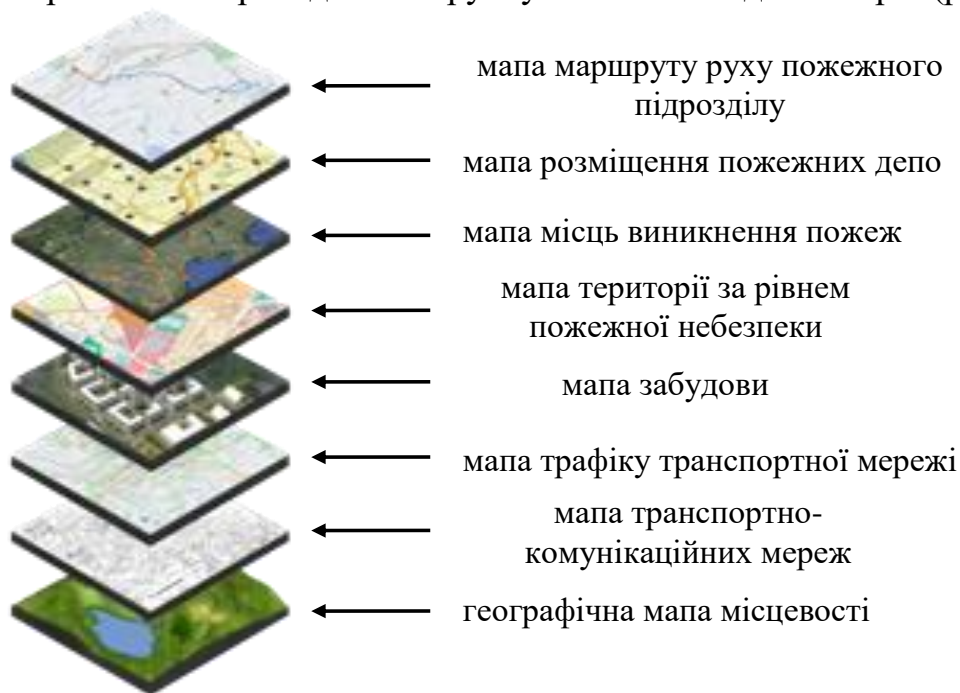 мапа маршруту руху пожежного
підрозділу
мапа розміщення пожежних депо
мапа місць виникнення пожеж
мапа території за рівнем
пожежної небезпеки
мапа забудови
мапа трафіку транспортної мережі
мапа транспортно-
комунікаційних мереж
географічна мапа місцевості